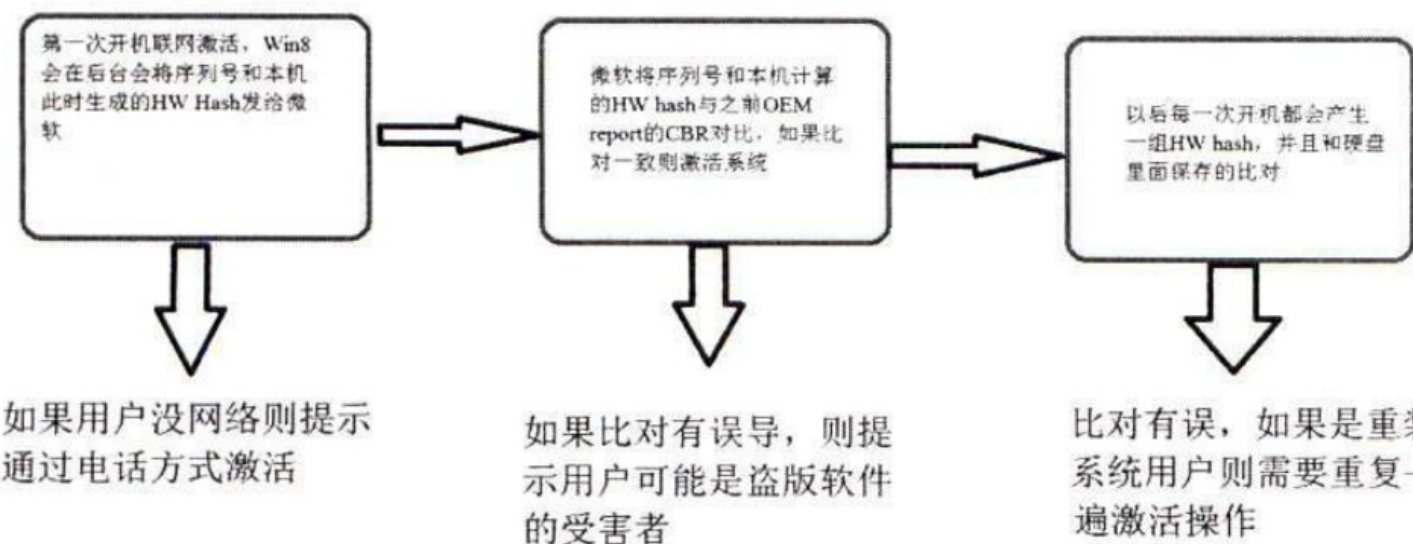 第一次开机联网激活，Win8
会在后台会将序列号和本机
此时生成的HW Hash发给微
软
微软将序列号和本机计算
的HW hash与之前OEM
report的CBR对比，如果比
对一致则激活系统
以后每一次开机都会产生
一组HW hash，并且和硬盘
里面保存的比对
如果用户没网络则提示
通过电话方式激活
如果比对有误导，则提
示用户可能是盗版软件
的受害者
比对有误，如果是重装
系统用户则需要重复一
遍激活操作